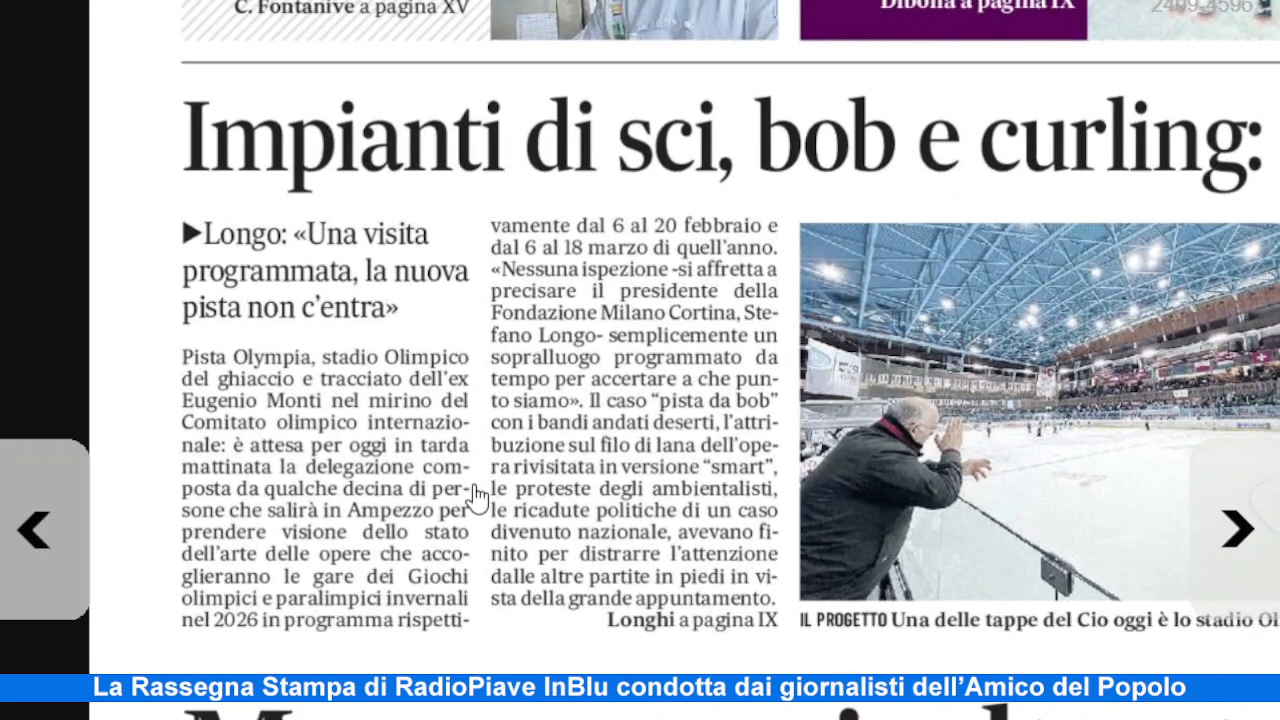 C. Fontanive a pagina XV
Dibona a pagina IX
2409-4596
Impianti di sci, bob e curling:
▶Longo: «Una visita
programmata, la nuova
pista non c'entra»
Pista Olympia, stadio Olimpico
del ghiaccio e tracciato dell'ex
Eugenio Monti nel mirino del
Comitato olimpico internazio-
nale: è attesa per oggi in tarda
mattinata la delegazione com-
posta da qualche decina di per-
sone che salirà in Ampezzo per
prendere visione dello stato
dell'arte delle opere che acco-
glieranno le gare dei Giochi
olimpici e paralimpici invernali
nel 2026 in programma rispetti-
vamente dal 6 al 20 febbraio e
dal 6 al 18 marzo di quell'anno.
«Nessuna ispezione -si affretta a
precisare il presidente della
Fondazione Milano Cortina, Ste-
fano Longo- semplicemente un
sopralluogo programmato da
tempo per accertare a che pun-
to siamo». Il caso “pista da bob”
con i bandi andati deserti, l'attri-
buzione sul filo di lana dell'ope-
ra rivisitata in versione “smart”,
le proteste degli ambientalisti,
le ricadute politiche di un caso
divenuto nazionale, avevano fi-
nito per distrarre l'attenzione
dalle altre partite in piedi in vi-
sta della grande appuntamento.
Longhi a pagina IX
IL PROGETTO Una delle tappe del Cio oggi è lo stadio Ol
La Rassegna Stampa di RadioPiave InBlu condotta dai giornalisti dell'Amico del Popolo